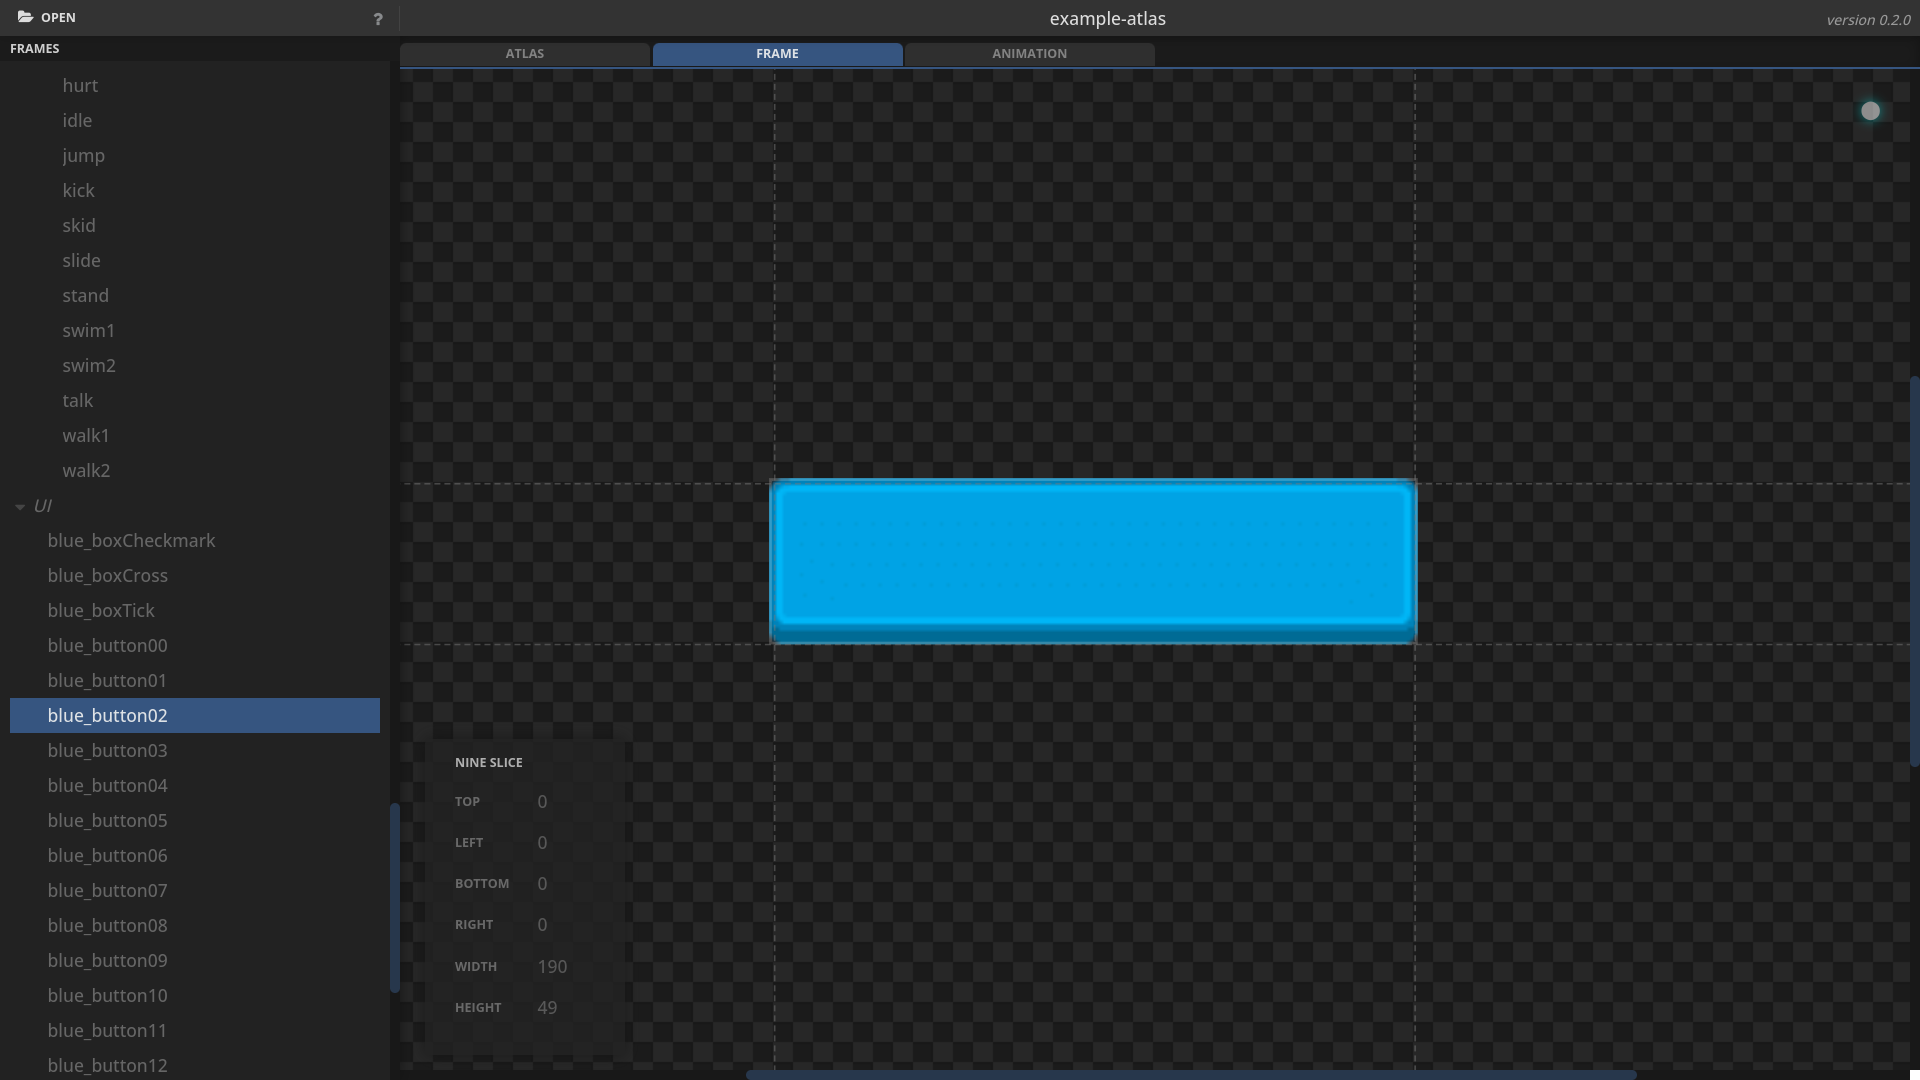 OPEN
?
example-atlas
version 0.2.0
FRAMES
ATLAS
FRAME
ANIMATION
hurt
idle
jump
kick
skid
slide
stand
swim1
swim2
talk
walk1
walk2
UI
blue_boxCheckmark
blue_boxCross
blue_boxTick
blue_button00
blue_button01
blue_button02
blue_button03
blue_button04
blue_button05
blue_button06
blue_button07
blue_button08
blue_button09
blue_button10
blue_button11
blue_button12
NINE SLICE
TOP 0
LEFT 0
BOTTOM 0
RIGHT 0
WIDTH 190
HEIGHT 49